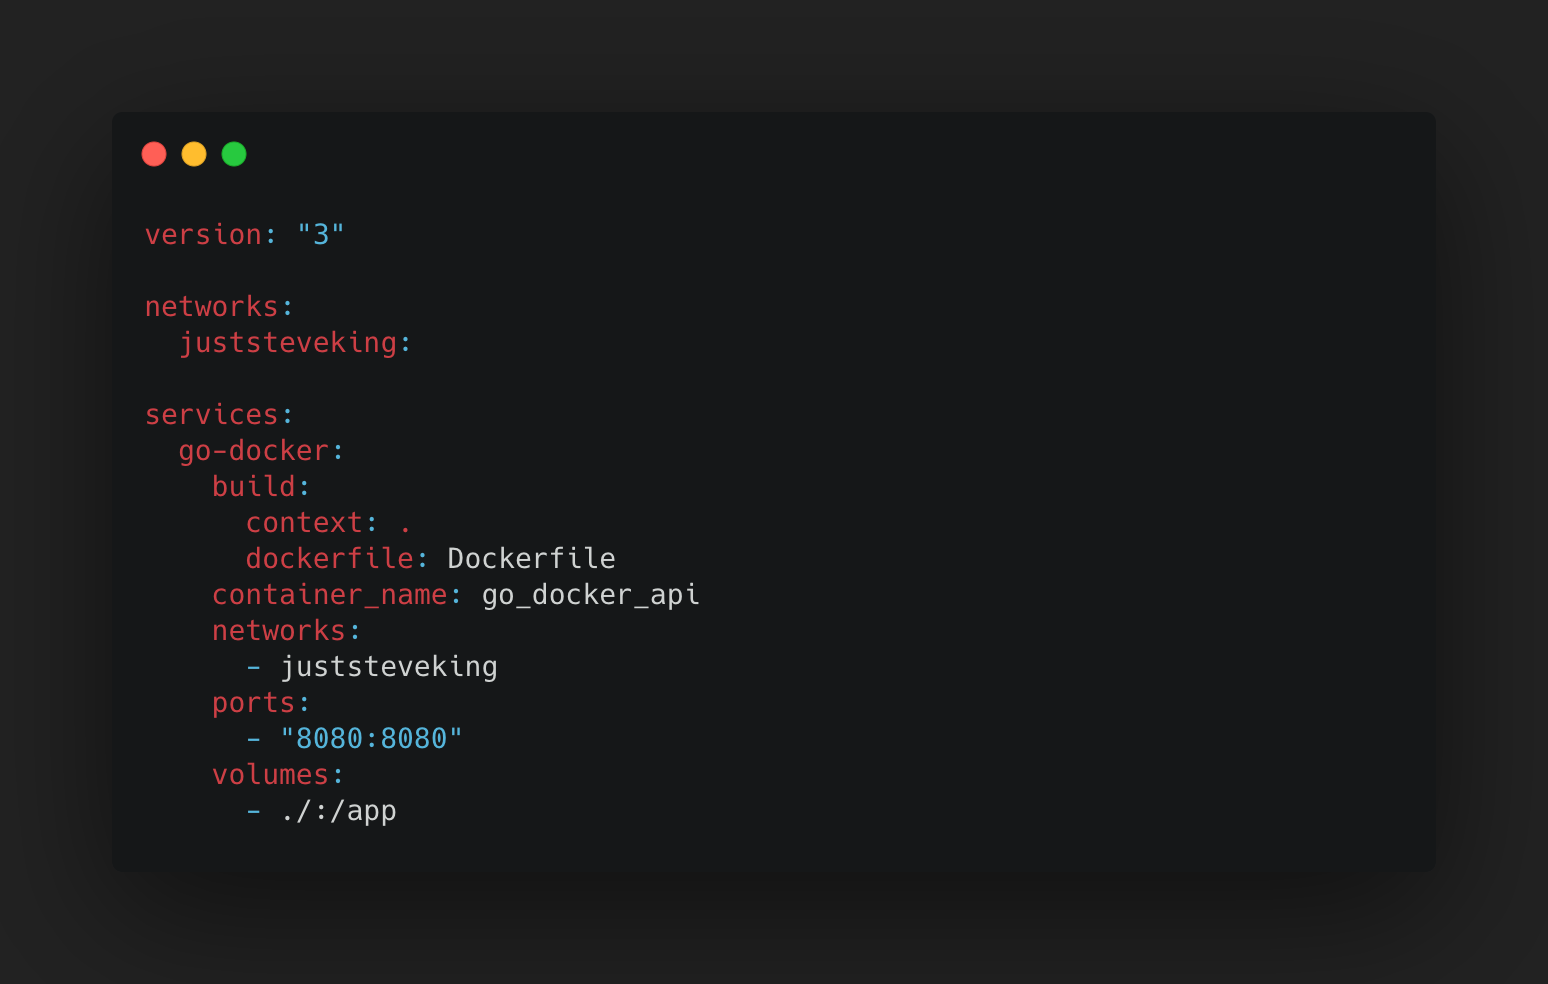 version: "3"

networks:
  juststeveking:

services:
  go-docker:
    build:
      context: .
      dockerfile: Dockerfile
    container_name: go_docker_api
    networks:
      - juststeveking
    ports:
      - "8080:8080"
    volumes:
      - ./:/app